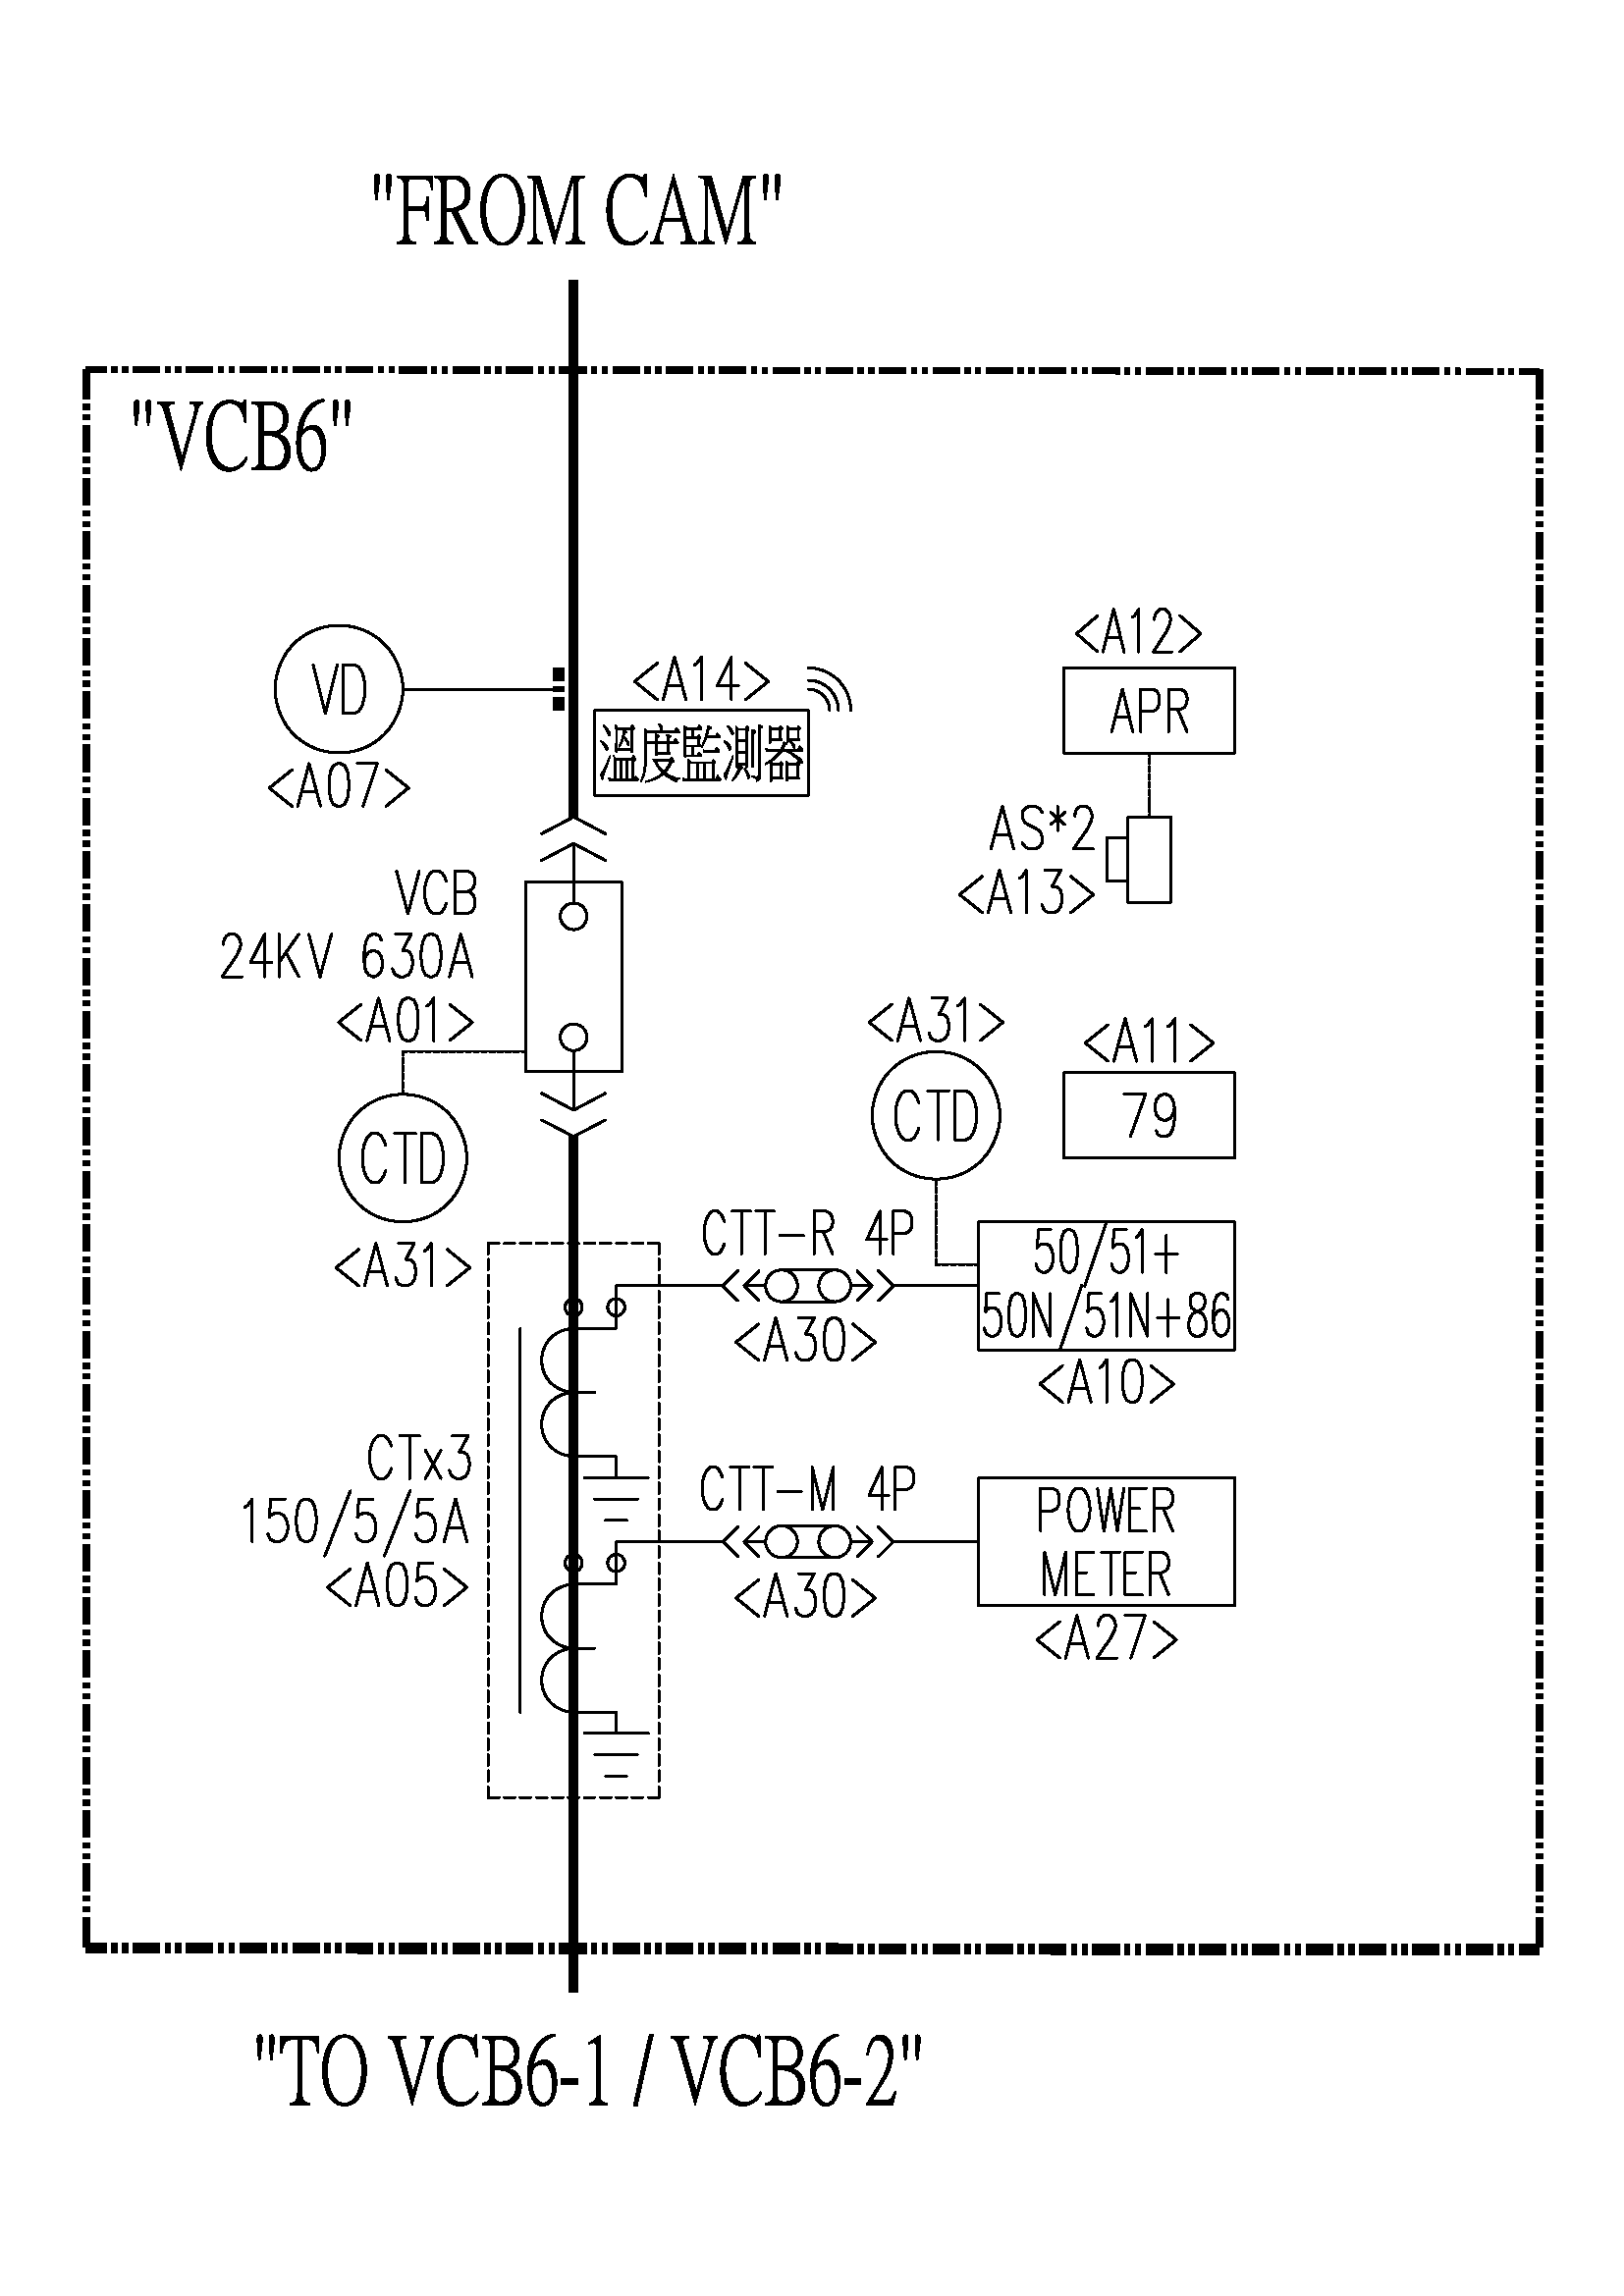 "FROM CAM"
"VCB6"
<A12>
APR
<A14>
溫度監測器
VD
<A07>
AS*2
<A13>
VCB
24KV 630A
<A01>
<A31>
CTD
<A11>
79
CTD
<A31>
CTT-R 4P
<A30>
50/51+
50N/51N+86
<A10>
CTx3
150/5/5A
<A05>
CTT-M 4P
<A30>
POWER
METER
<A27>
"TO VCB6-1 / VCB6-2"